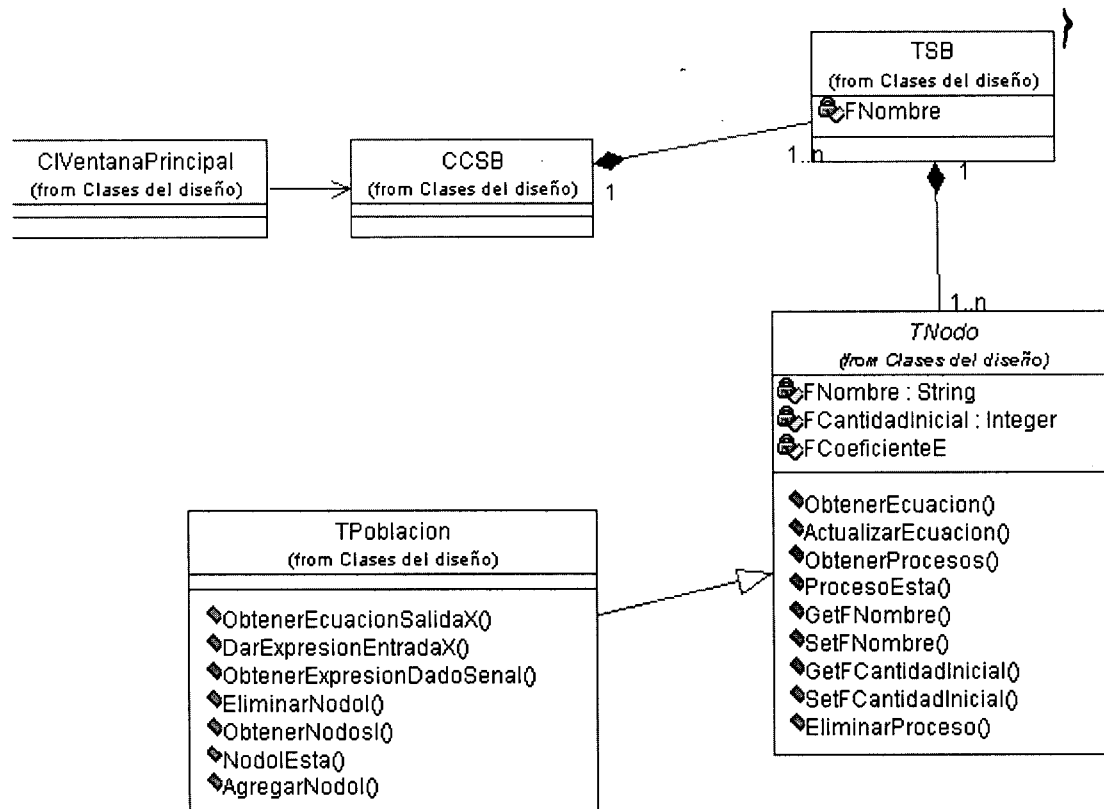 TSB
(from Clases del diseño)
FNombre
1..n
1
CIVentanaPrincipal
(from Clases del diseño)
CCSB
(from Clases del diseño)
1
1..n
TNodo
(from Clases del diseño)
FNombre : String
FCantidadInicial : Integer
FCoeficienteE
ObtenerEcuacion()
ActualizarEcuacion()
ObtenerProcesos()
ProcesoEsta()
GetFNombre()
SetFNombre()
GetFCantidadInicial()
SetFCantidadInicial()
EliminarProceso()
TPoblacion
(from Clases del diseño)
ObtenerEcuacionSalidaX()
DarExpresionEntradaX()
ObtenerExpresionDadoSenal()
EliminarNodoI()
ObtenerNodosI()
NodoIEsta()
AgregarNodoI()